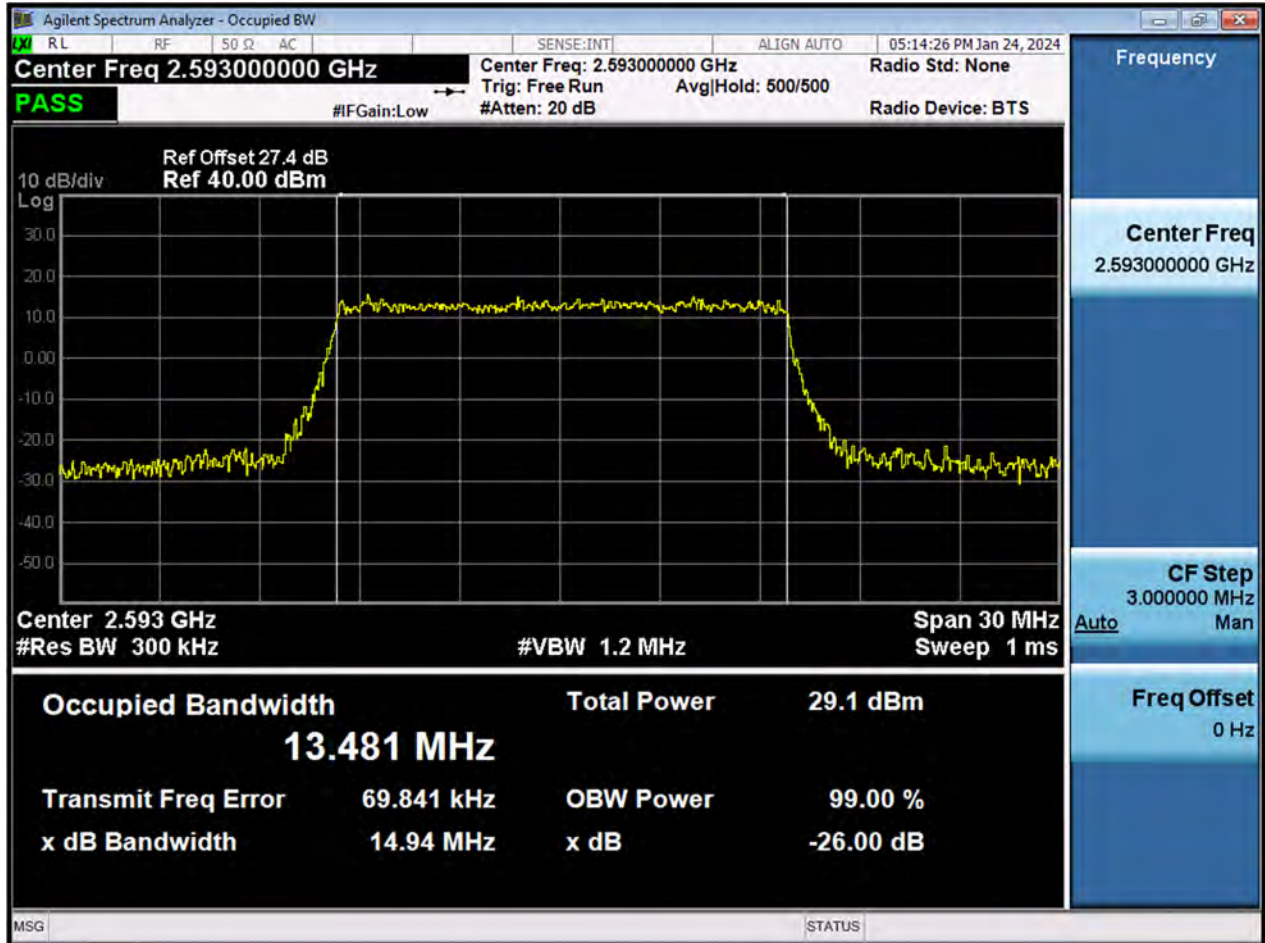 Agilent Spectrum Analyzer - Occupied BW
LXI RL RF 50 Ω AC SENSE:INT ALIGN AUTO 05:14:26 PM Jan 24, 2024
Center Freq 2.593000000 GHz Center Freq: 2.593000000 GHz Radio Std: None
Trig: Free Run Avg|Hold: 500/500
PASS #IFGain:Low #Atten: 20 dB Radio Device: BTS
Ref Offset 27.4 dB
10 dB/div Ref 40.00 dBm
Log
30.0
20.0
10.0
0.00
-10.0
-20.0
-30.0
-40.0
-50.0
Center 2.593 GHz Span 30 MHz
#Res BW 300 kHz #VBW 1.2 MHz Sweep 1 ms
Occupied Bandwidth Total Power 29.1 dBm
13.481 MHz
Transmit Freq Error 69.841 kHz OBW Power 99.00 %
x dB Bandwidth 14.94 MHz x dB -26.00 dB
MSG STATUS
Frequency
Center Freq
2.593000000 GHz
CF Step
3.000000 MHz
Auto Man
Freq Offset
0 Hz